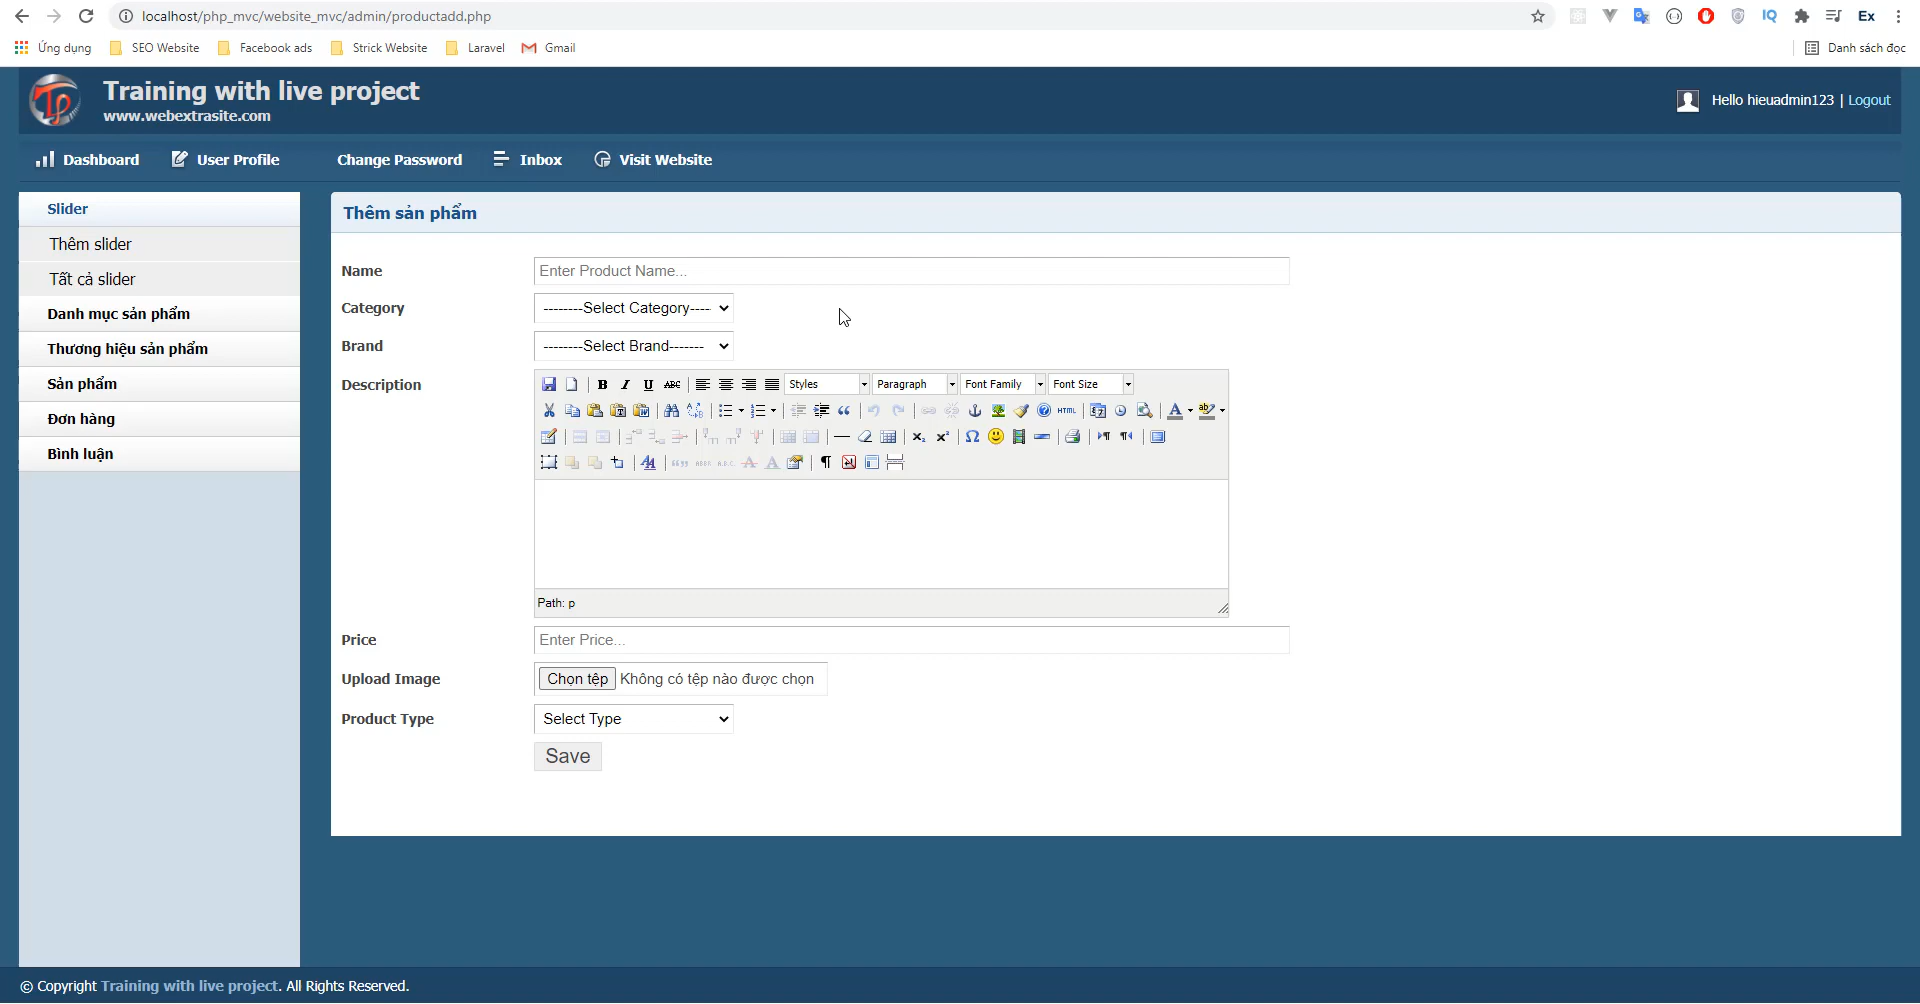 localhost/php_mvc/website_mvc/admin/productadd.php
IQ
Ex
Ứng dụng
SEO Website
Facebook ads
Strick Website
Laravel
Gmail
Danh sách đọc
Training with live project
www.webextrasite.com
Hello hieuadmin123 | Logout
Dashboard
User Profile
Change Password
Inbox
Visit Website
Slider
Thêm slider
Tất cả slider
Danh mục sản phẩm
Thương hiệu sản phẩm
Sản phẩm
Đơn hàng
Bình luận
Thêm sản phẩm
Name
Enter Product Name...
Category
--------Select Category----
Brand
--------Select Brand-------
Description
B I U ABC
Styles
Paragraph
Font Family
Font Size
HTML
Path: p
Price
Enter Price...
Upload Image
Chọn tệp Không có tệp nào được chọn
Product Type
Select Type
Save
© Copyright Training with live project. All Rights Reserved.